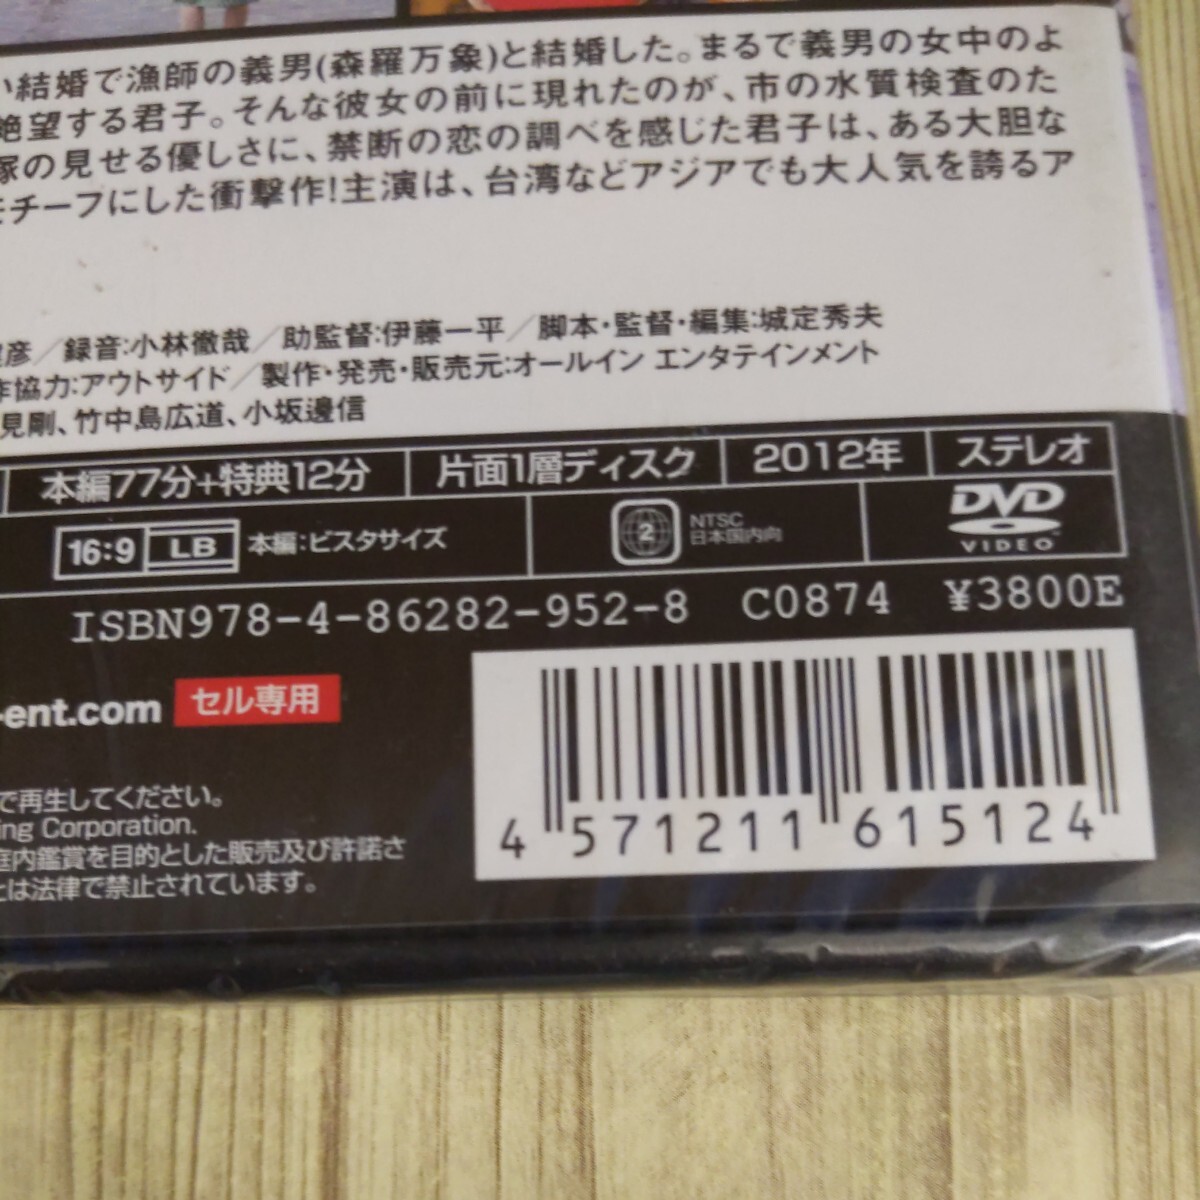 い結婚で漁師の義男(森羅万象)と結婚した。まるで義男の女中のよ
絶望する君子。そんな彼女の前に現れたのが、市の水質検査のた
塚の見せる優しさに、禁断の恋の調べを感じた君子は、ある大胆な
モチーフにした衝撃作!主演は、台湾などアジアでも大人気を誇るア
彦／録音:小林徹哉／助監督:伊藤一平／脚本・監督・編集:城定秀夫
作協力:アウトサイド／製作・発売・販売元:オールイン エンタテインメント
見剛、竹中島広道、小坂邉信
本編77分+特典12分 片面1層ディスク 2012年 ステレオ
16:9 LB 本編:ビスタサイズ 2 NTSC 日本国内向 DVD VIDEO
ISBN978-4-86282-952-8 C0874 ¥3800E
-ent.com セル専用
で再生してください。
ing Corporation.
庭内鑑賞を目的とした販売及び許諾さ
とは法律で禁止されています。
4 571211 615124